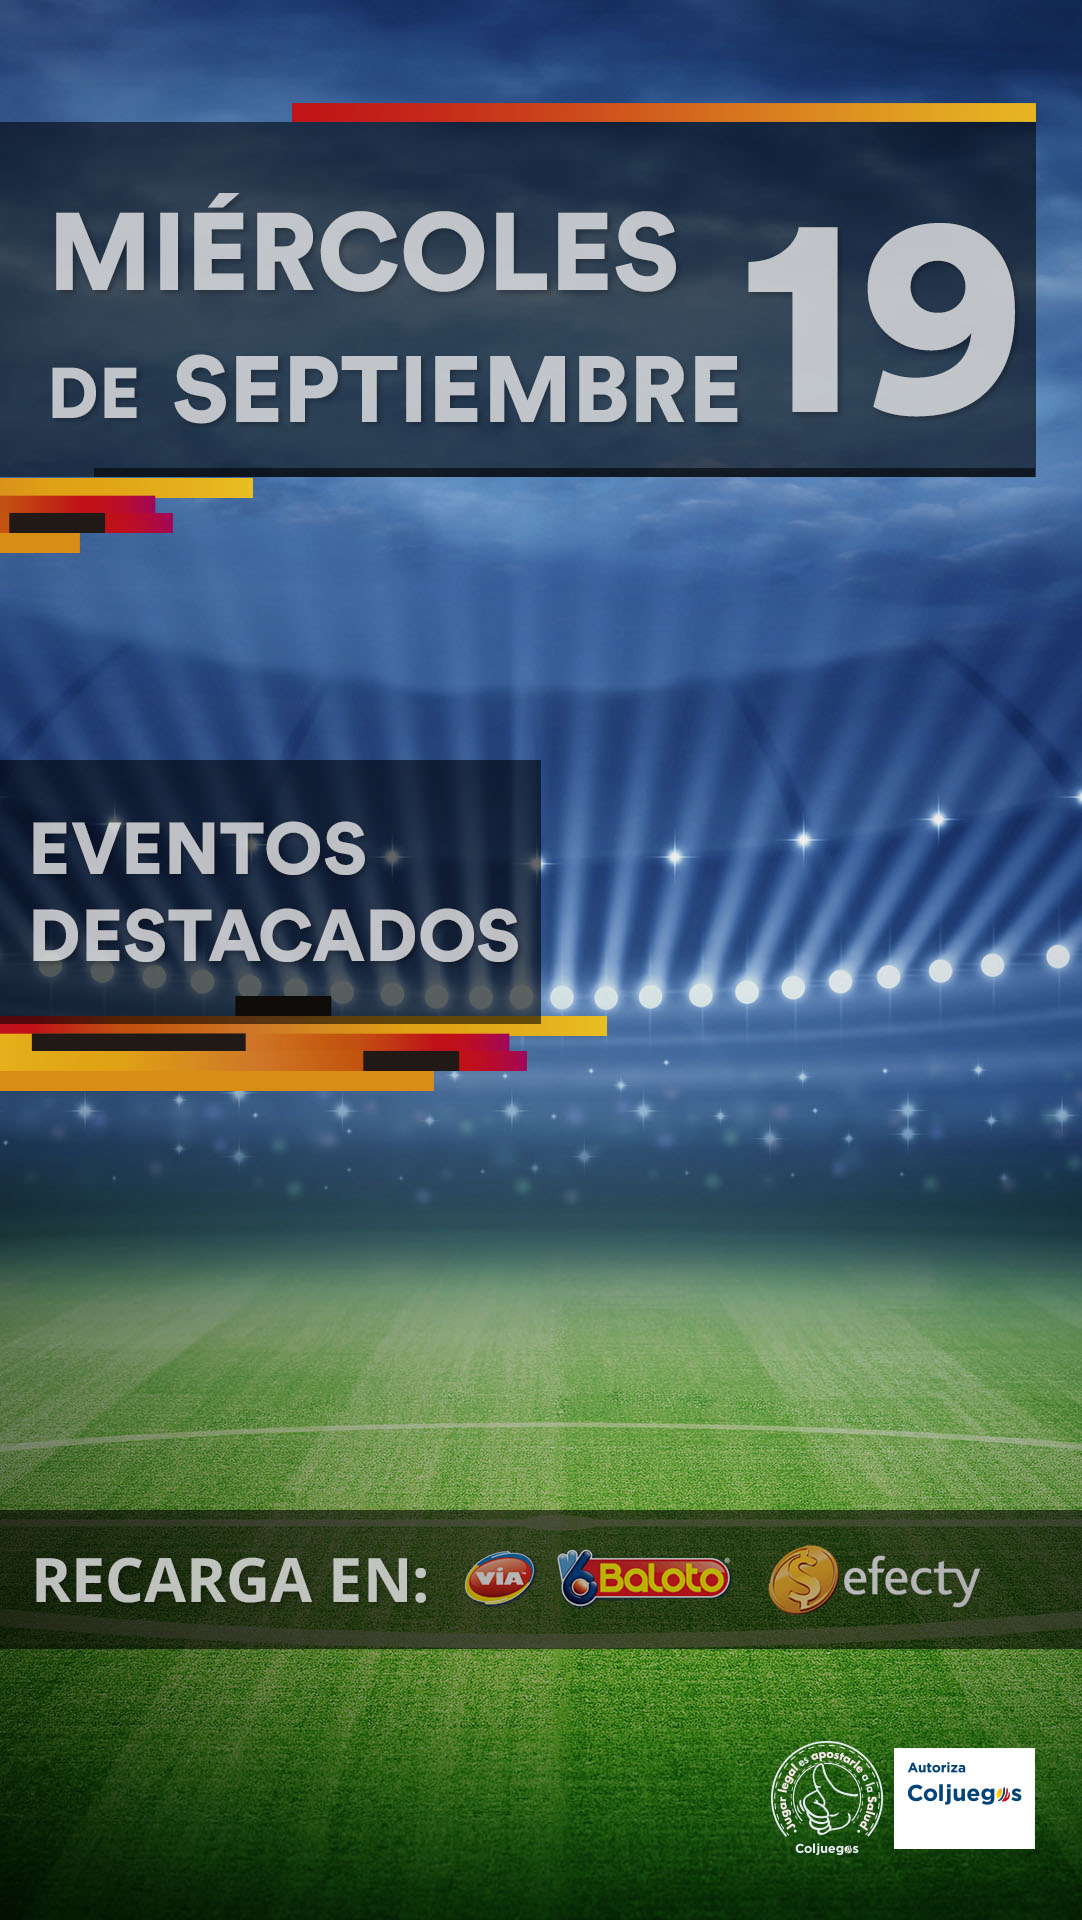 MIÉRCOLES 19
DE SEPTIEMBRE
EVENTOS
DESTACADOS
RECARGA EN: VIA Baloto efecty
Jugar legal es apostarle a la Salud.
Coljuegos
Autoriza
Coljuegos